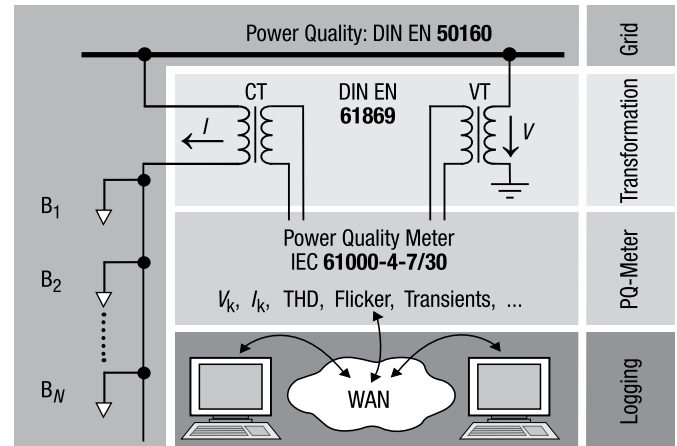 Power Quality: DIN EN 50160
Grid
CT
DIN EN
61869
VT
I
V
Transformation
B1
B2
BN
Power Quality Meter
IEC 61000-4-7/30
Vk, Ik, THD, Flicker, Transients, ...
PQ-Meter
WAN
Logging